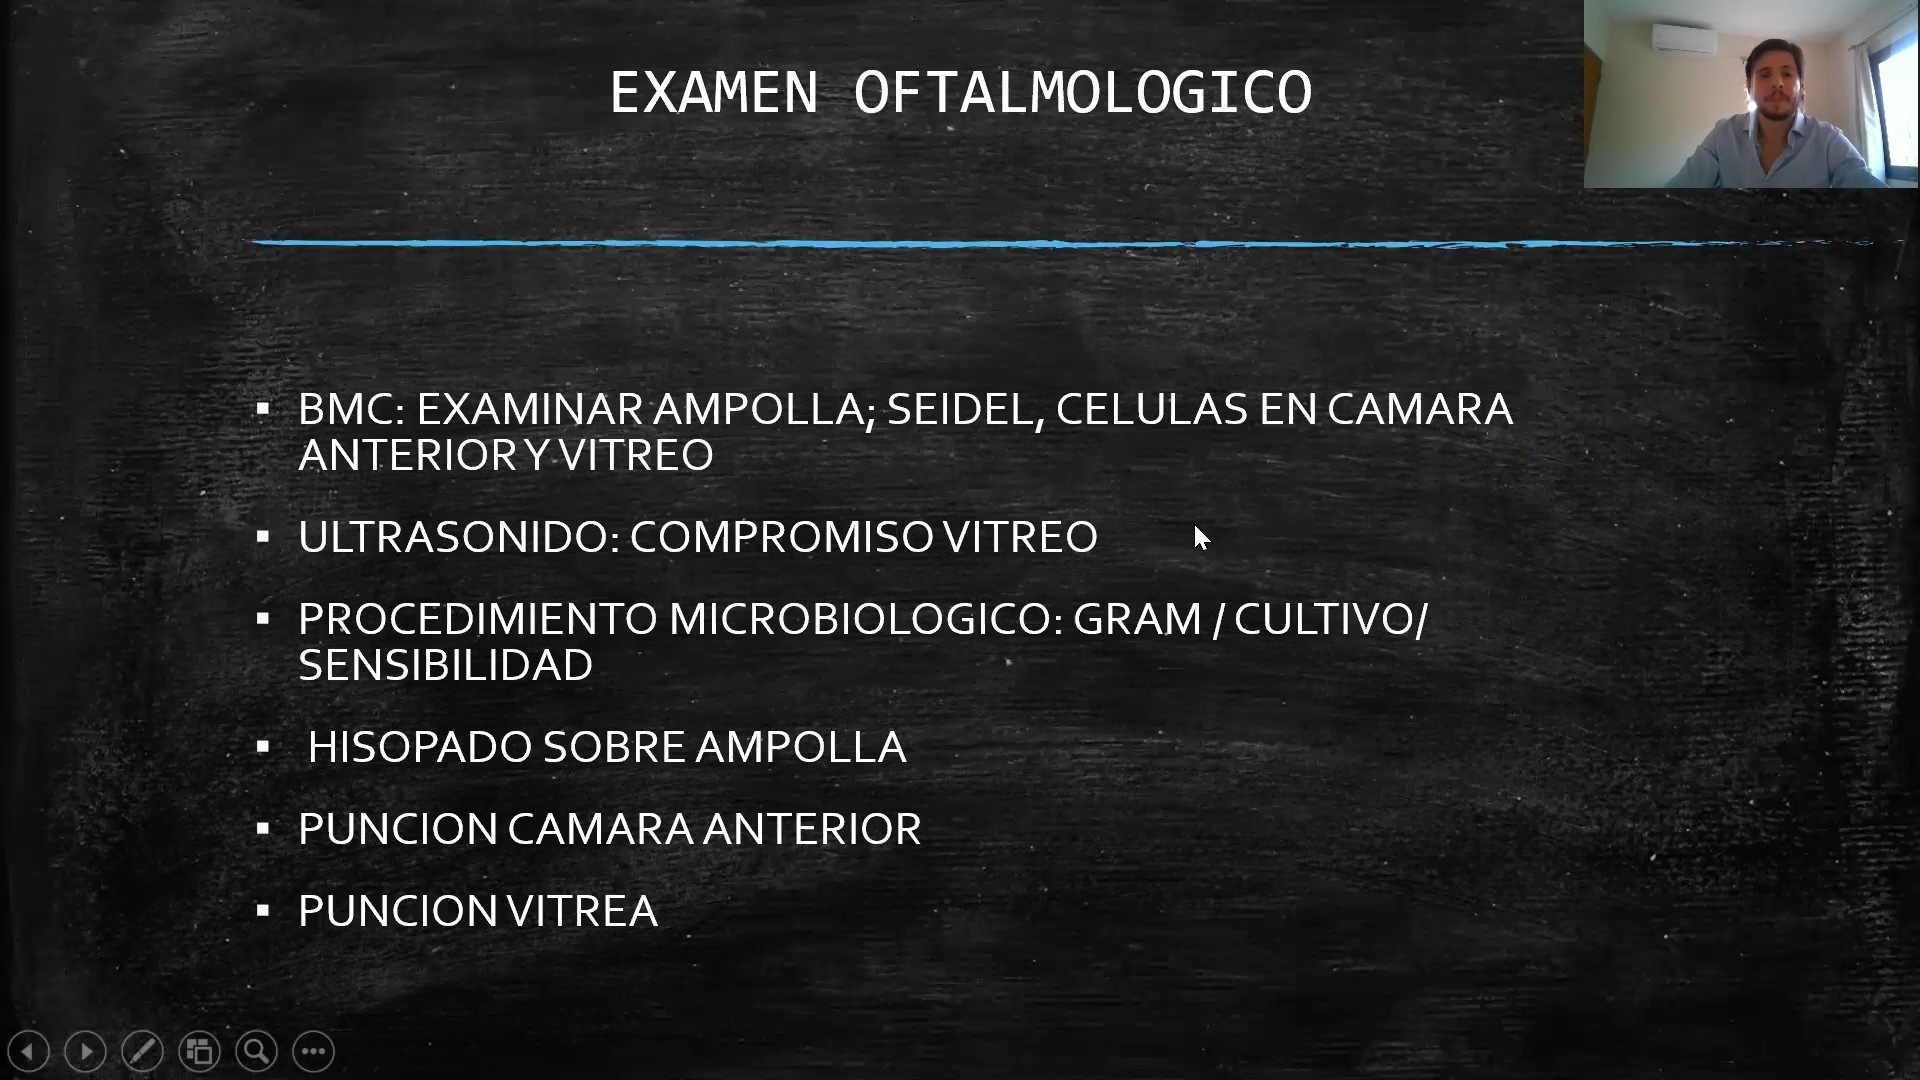 EXAMEN OFTALMOLOGICO
▪ BMC: EXAMINAR AMPOLLA; SEIDEL, CELULAS EN CAMARA
ANTERIOR Y VITREO
▪ ULTRASONIDO: COMPROMISO VITREO
▪ PROCEDIMIENTO MICROBIOLOGICO: GRAM / CULTIVO/
SENSIBILIDAD
▪ HISOPADO SOBRE AMPOLLA
▪ PUNCION CAMARA ANTERIOR
▪ PUNCION VITREA